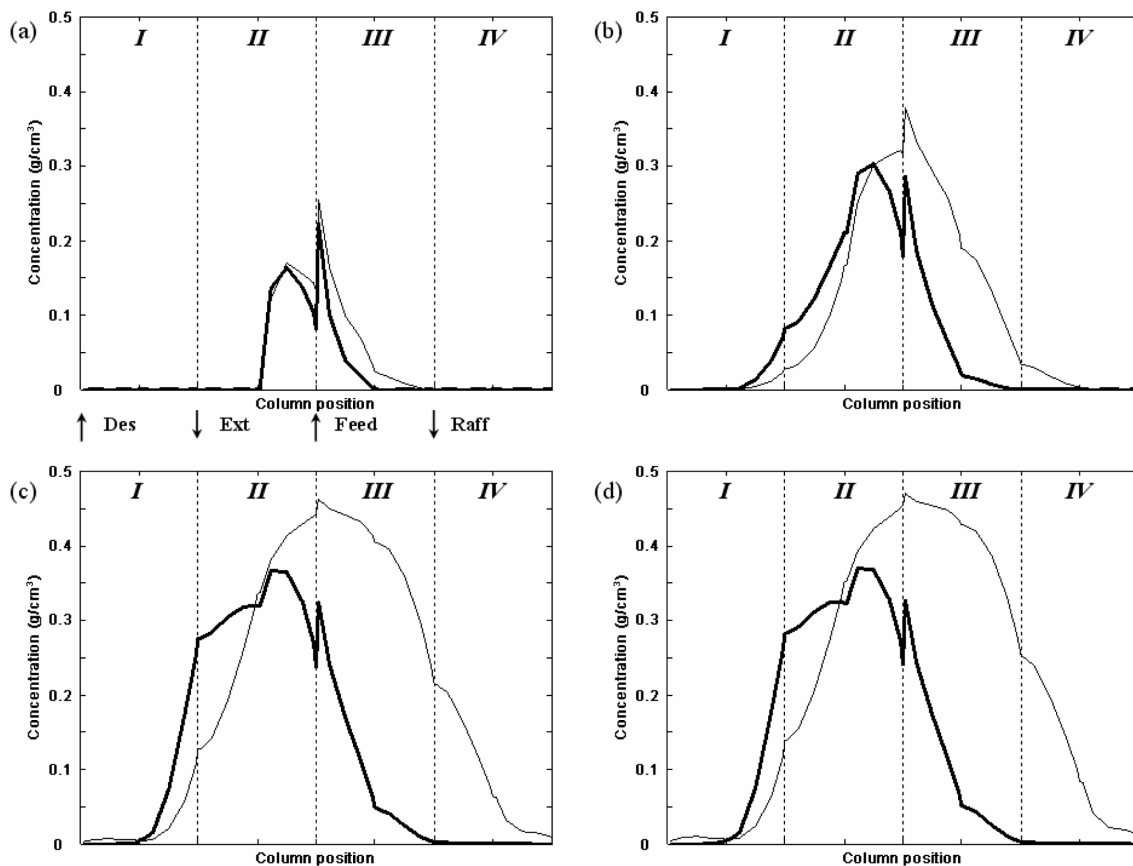 (a)
I II III IV
0.5
0.4
0.3
0.2
0.1
0
Concentration (g/cm³)
Column position
Des Ext Feed Raff
(b)
I II III IV
0.5
0.4
0.3
0.2
0.1
0
Concentration (g/cm³)
Column position
(c)
I II III IV
0.5
0.4
0.3
0.2
0.1
0
Concentration (g/cm³)
Column position
(d)
I II III IV
0.5
0.4
0.3
0.2
0.1
0
Concentration (g/cm³)
Column position